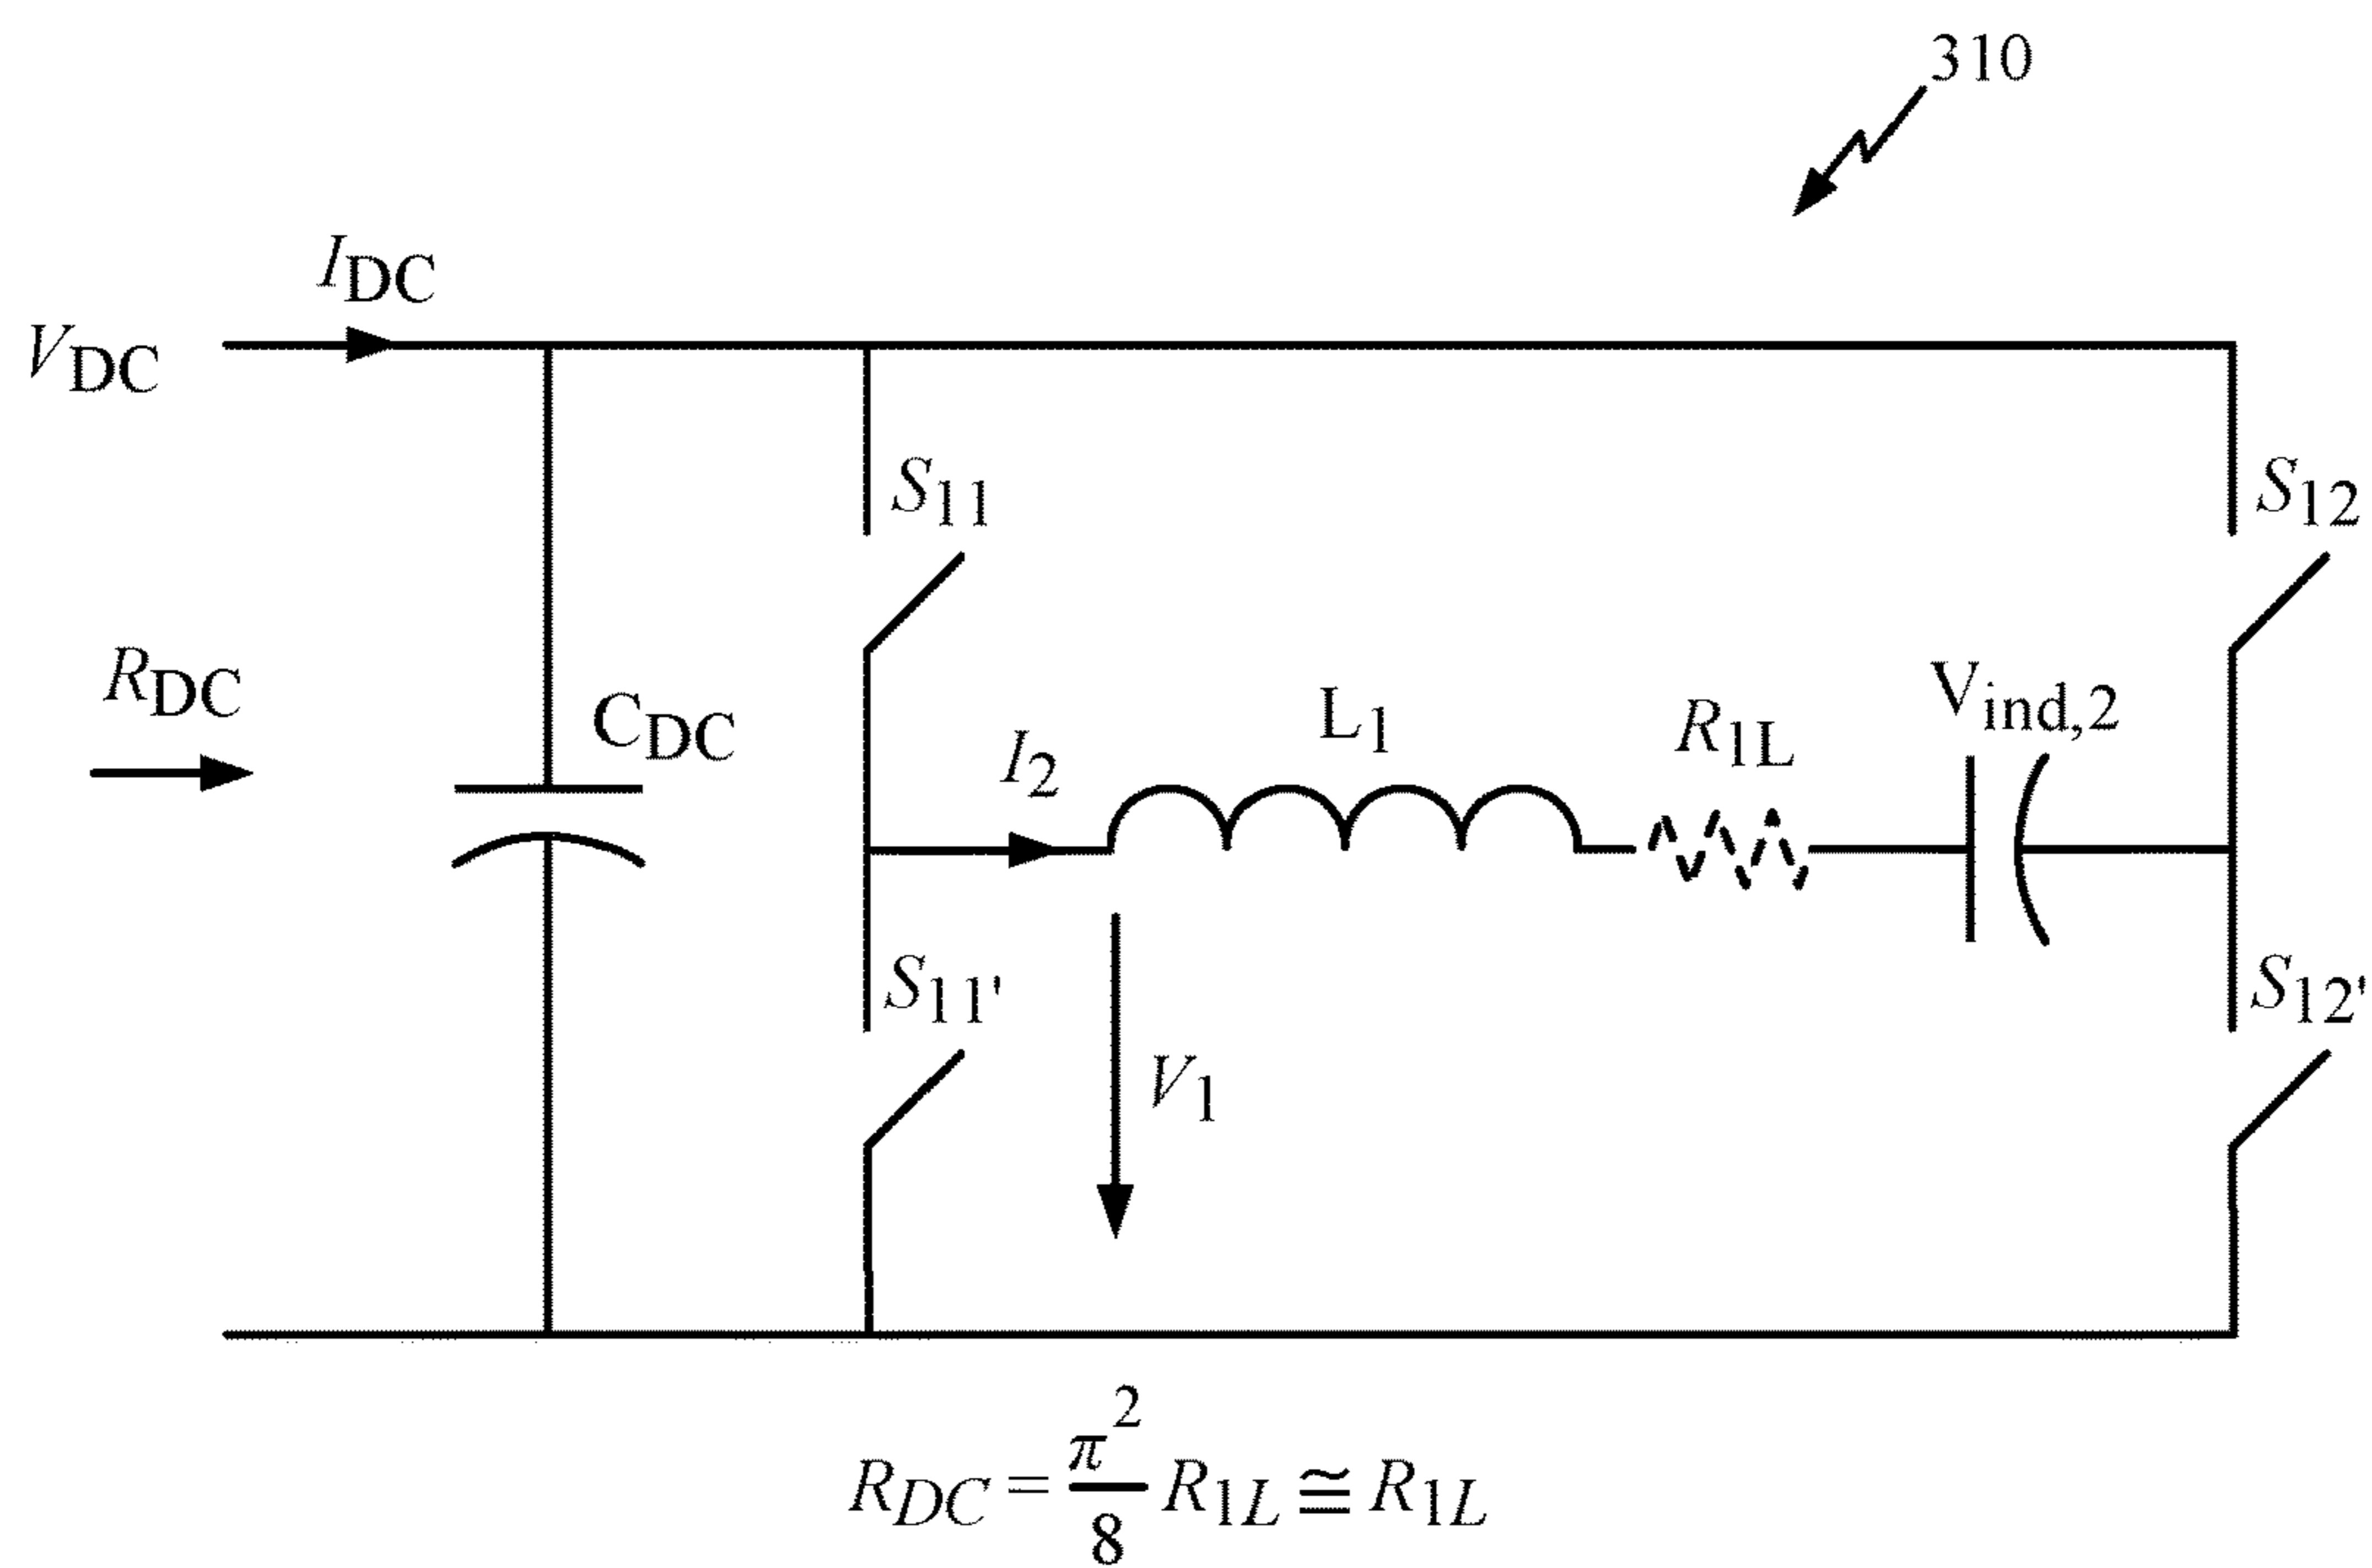 310
I_DC
V_DC
S_11
S_12
R_DC
C_DC
I_2
L_1
R_1L
V_ind,2
S_11'
S_12'
V_1
R_DC = π^2/8 R_1L ≅ R_1L